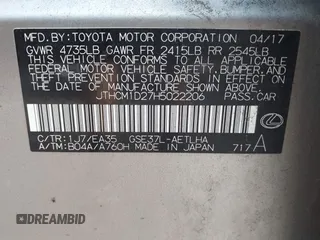 MFD.BY: TOYOTA MOTOR CORPORATION 04/17
GVWR 4735LB GAWR FR 2415LB RR 2545LB
THIS VEHICLE CONFORMS TO ALL APPLICABLE
FEDERAL MOTOR VEHICLE SAFETY, BUMPER,
AND THEFT PREVENTION STANDARDS IN EFFECT
ON THE DATE OF MANUFACTURE SHOWN ABOVE.
JTHCM1D27H5022206 PASS.CAR
C/TR: 1J7/EA35 GSE37L-AETLHA
A/TM: B04A/A760H MADE IN JAPAN 717 A
DREAMBID